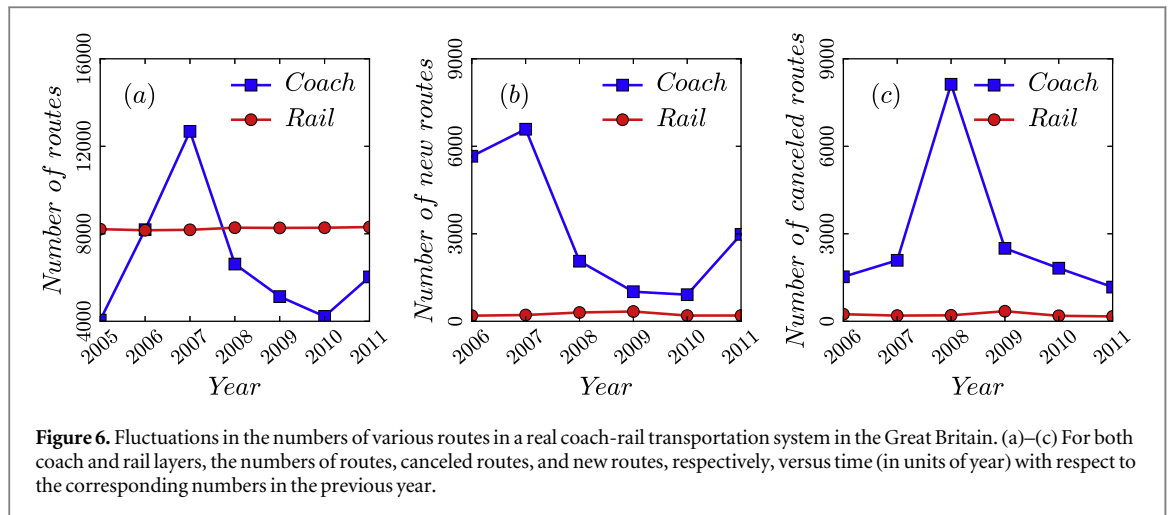 Number of routes
16000
12000
8000
4000
(a)
Coach
Rail
2005 2006 2007 2008 2009 2010 2011
Year
Number of new routes
9000
6000
3000
0
(b)
Coach
Rail
2006 2007 2008 2009 2010 2011
Year
Number of canceled routes
9000
6000
3000
0
(c)
Coach
Rail
2006 2007 2008 2009 2010 2011
Year
Figure 6. Fluctuations in the numbers of various routes in a real coach-rail transportation system in the Great Britain. (a)–(c) For both
coach and rail layers, the numbers of routes, canceled routes, and new routes, respectively, versus time (in units of year) with respect to
the corresponding numbers in the previous year.